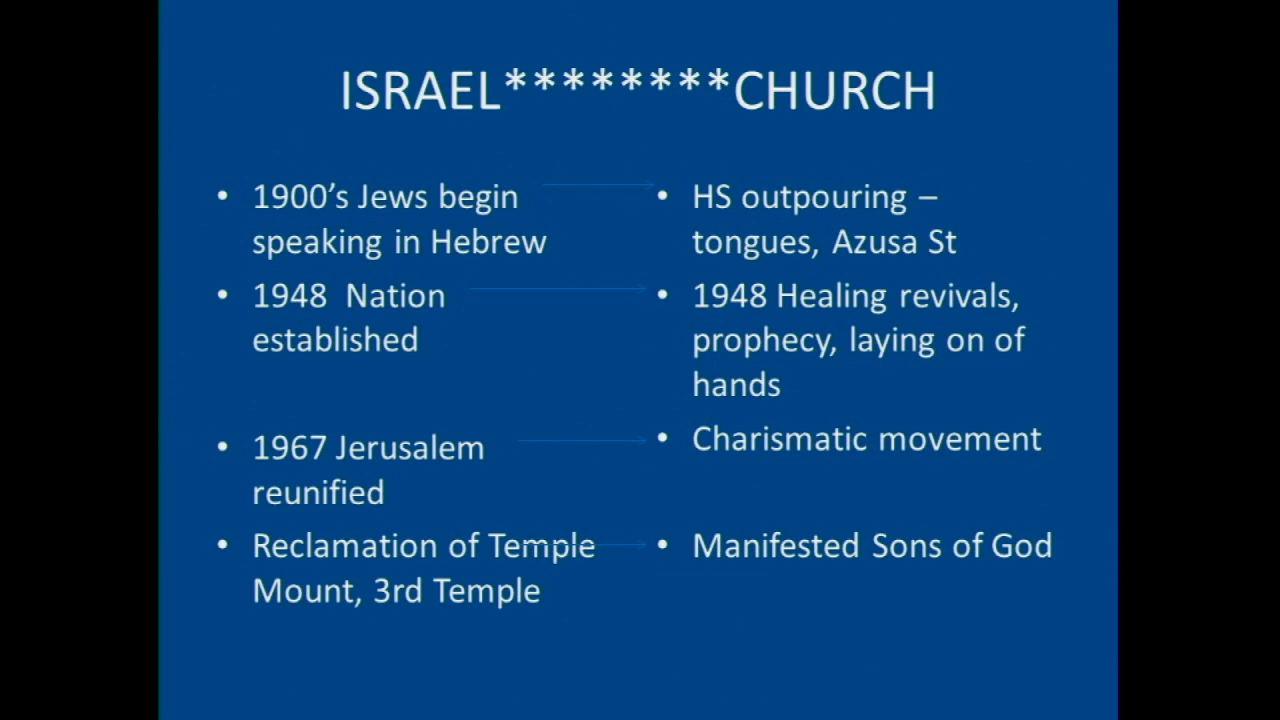 ISRAEL********CHURCH
• 1900’s Jews begin
speaking in Hebrew
• 1948  Nation
established
• 1967 Jerusalem
reunified
• Reclamation of Temple
Mount, 3rd Temple
• HS outpouring –
tongues, Azusa St
• 1948 Healing revivals,
prophecy, laying on of
hands
• Charismatic movement
• Manifested Sons of God